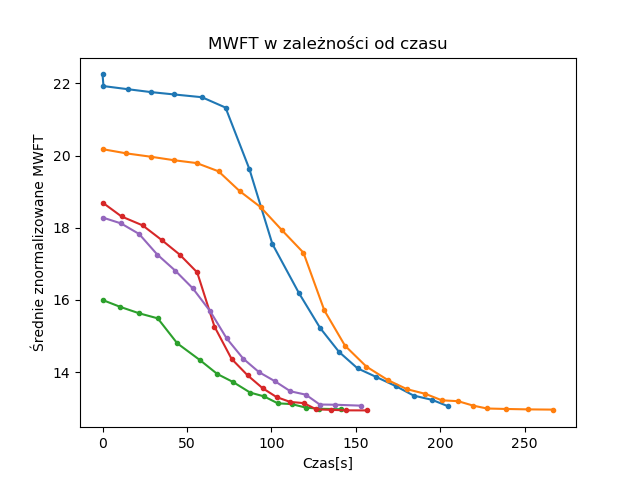 MWFT w zależności od czasu
Średnie znormalizowane MWFT
22
20
18
16
14
0 50 100 150 200 250
Czas[s]